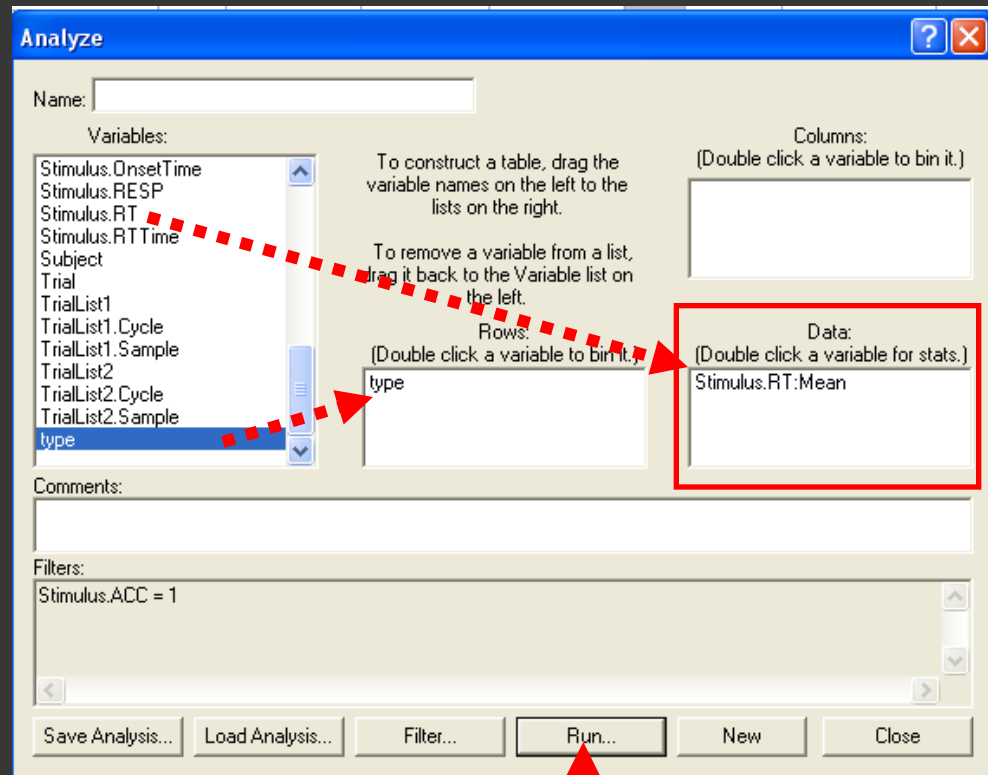 Analyze
Name:
Variables:
Stimulus.OnsetTime
Stimulus.RESP
Stimulus.RT
Stimulus.RTTime
Subject
Trial
TrialList1
TrialList1.Cycle
TrialList1.Sample
TrialList2
TrialList2.Cycle
TrialList2.Sample
type
To construct a table, drag the
variable names on the left to the
lists on the right.
To remove a variable from a list,
drag it back to the Variable list on
the left.
Columns:
(Double click a variable to bin it.)
Rows:
(Double click a variable to bin it.)
type
Data:
(Double click a variable for stats.)
Stimulus.RT:Mean
Comments:
Filters:
Stimulus.ACC = 1
Save Analysis...
Load Analysis...
Filter...
Run...
New
Close